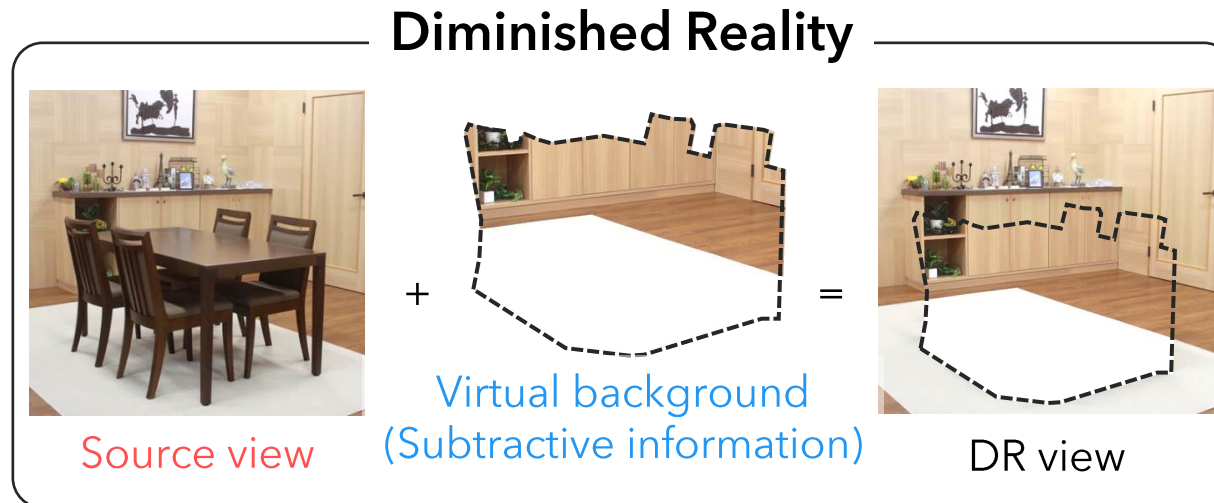 Diminished Reality
+
=
Virtual background
(Subtractive information)
Source view
DR view